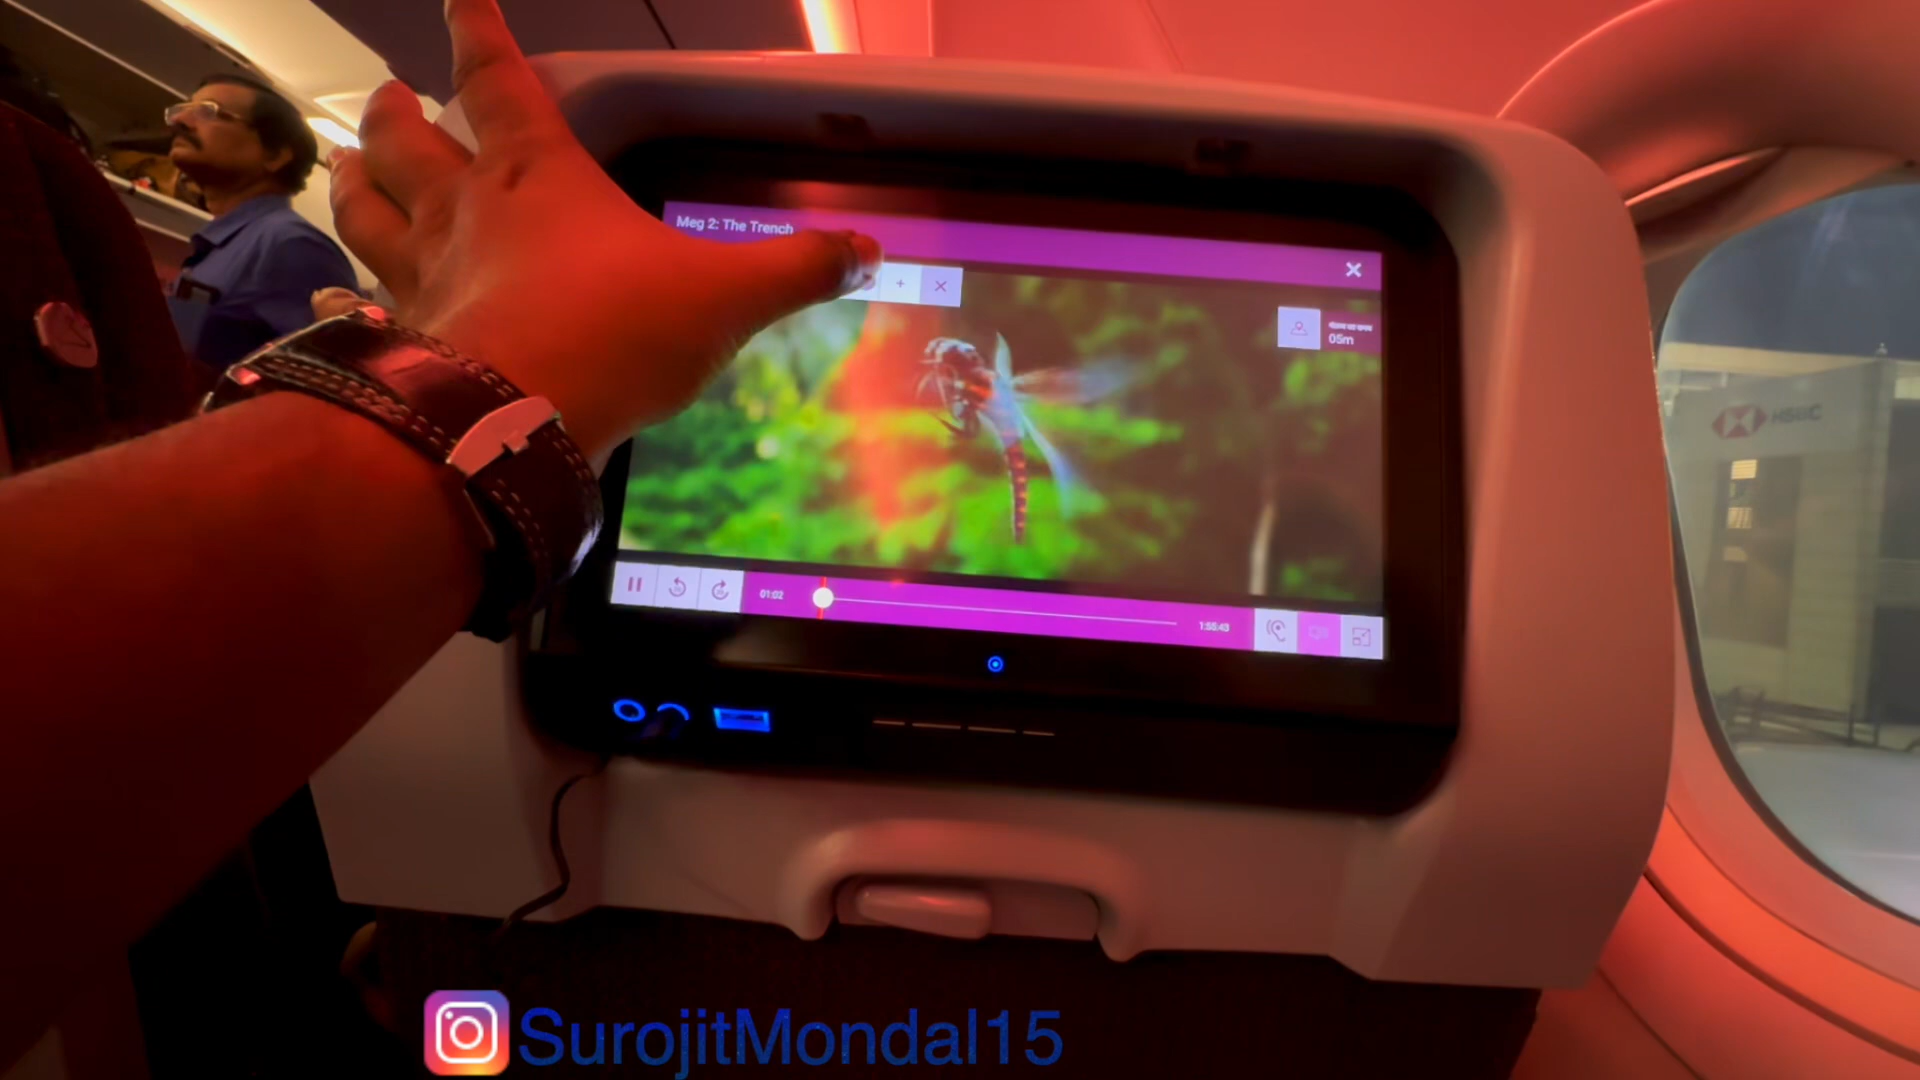 Meg 2: The Trench
05m
01:02
1:55:43
HSBC
SurojitMondal15